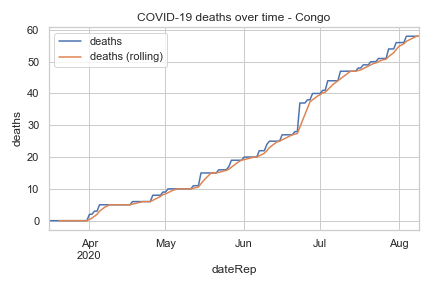 COVID-19 deaths over time - Congo
deaths
deaths (rolling)
60
50
40
30
20
10
0
deaths
Apr
2020
May
Jun
Jul
Aug
dateRep